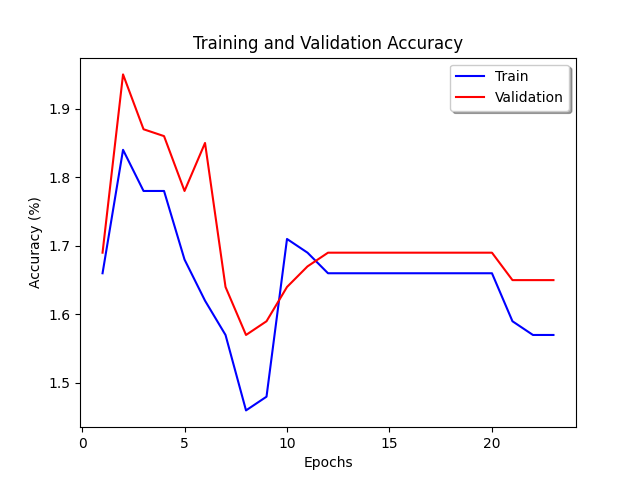 Training and Validation Accuracy
Train
Validation
Accuracy (%)
1.9
1.8
1.7
1.6
1.5
0 5 10 15 20
Epochs